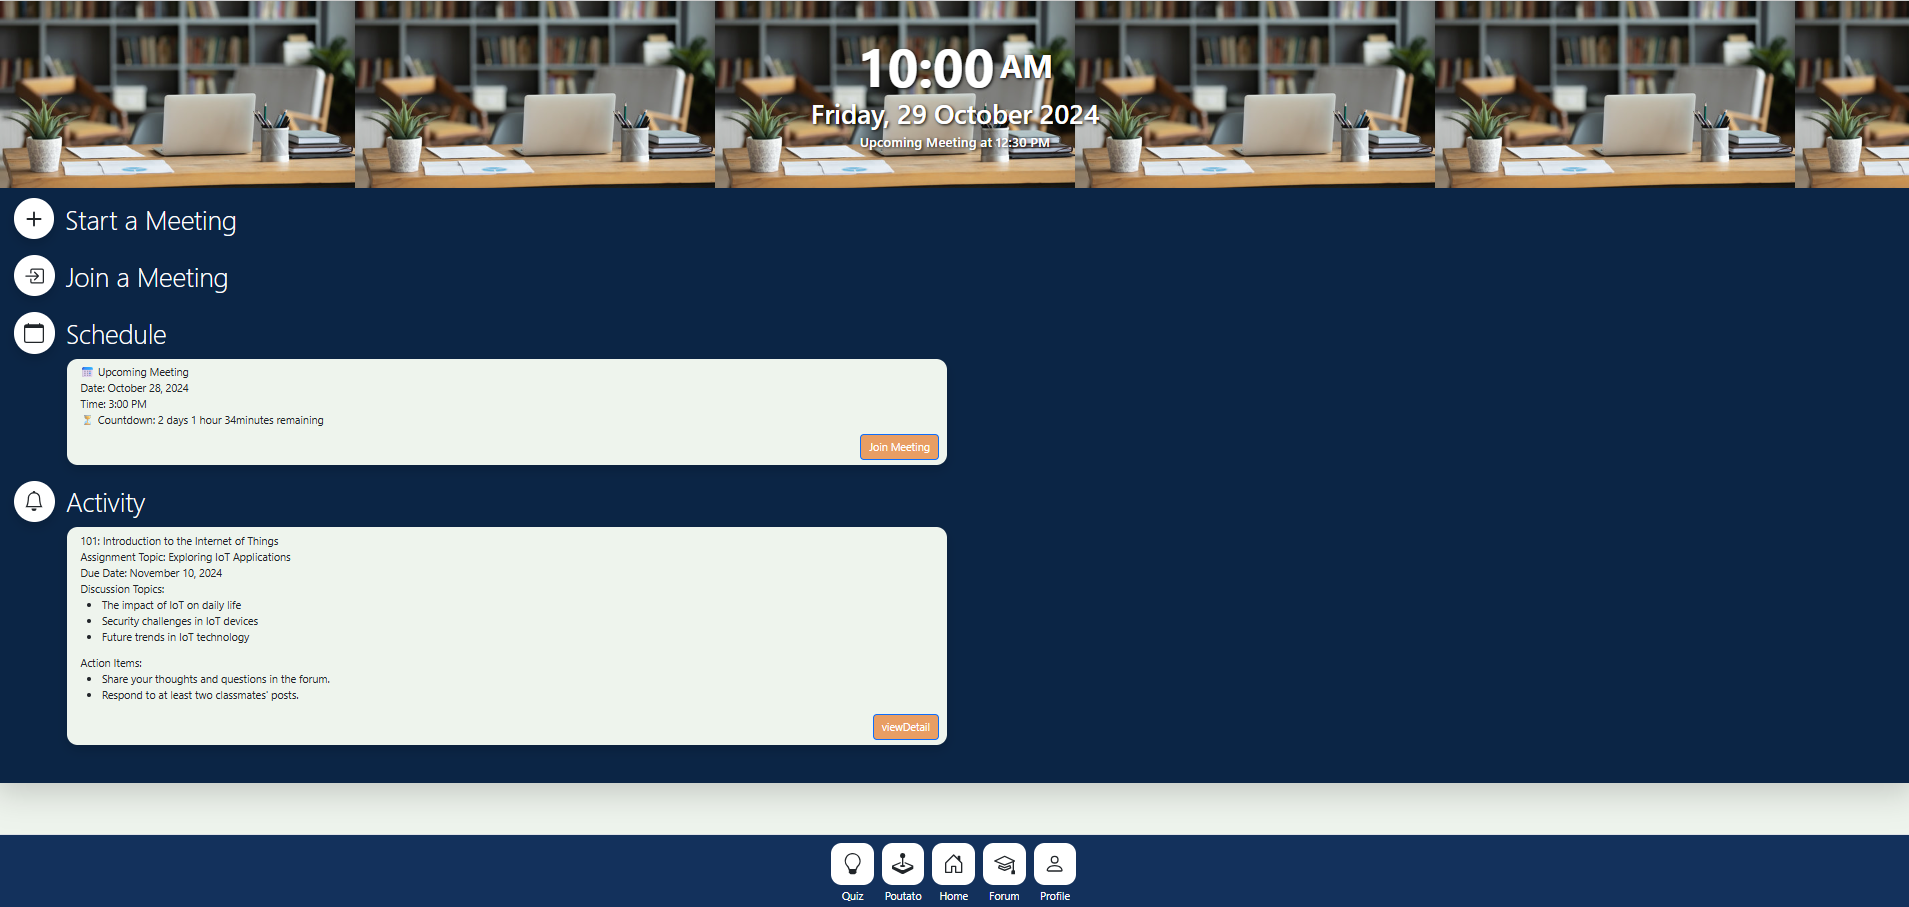 10:00 AM
Friday, 29 October 2024
Upcoming Meeting at 12:30 PM
Start a Meeting
Join a Meeting
Schedule
Upcoming Meeting
Date: October 28, 2024
Time: 3:00 PM
Countdown: 2 days 1 hour 34minutes remaining
Join Meeting
Activity
101: Introduction to the Internet of Things
Assignment Topic: Exploring IoT Applications
Due Date: November 10, 2024
Discussion Topics:
• The impact of IoT on daily life
• Security challenges in IoT devices
• Future trends in IoT technology
Action Items:
• Share your thoughts and questions in the forum.
• Respond to at least two classmates' posts.
viewDetail
Quiz Poutato Home Forum Profile